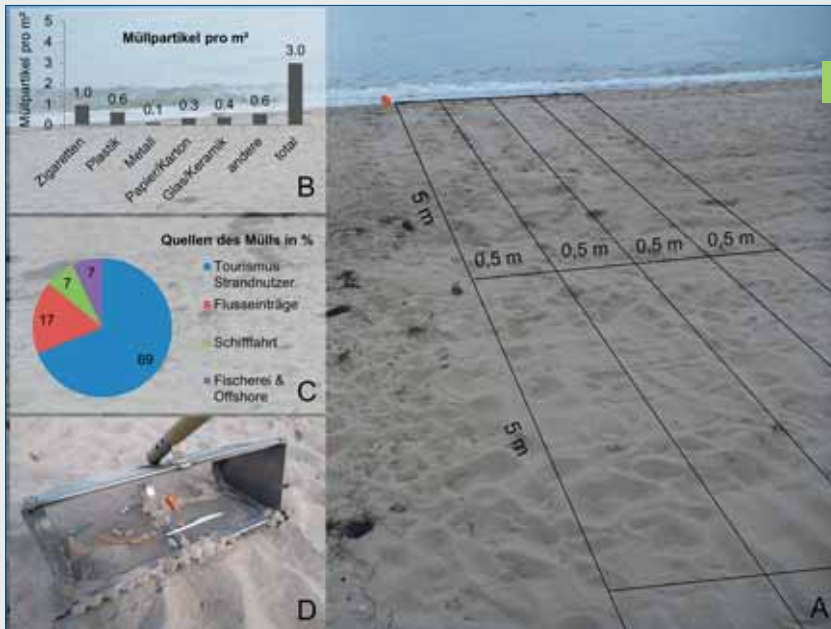 Müllpartikel pro m²
Müllpartikel pro m²
5
4
3
2
1
0
1.0
0.6
0.1
0.3
0.4
0.6
3.0
Zigaretten
Plastik
Metall
Papier/Karton
Glas/Keramik
andere
total
B
Quellen des Mülls in %
7
7
17
69
Tourismus
Strandnutzer.
Flusseinträge
Schifffahrt
Fischerei &
Offshore
C
D
5 m
0,5 m 0,5 m 0,5 m 0,5 m
5 m
A